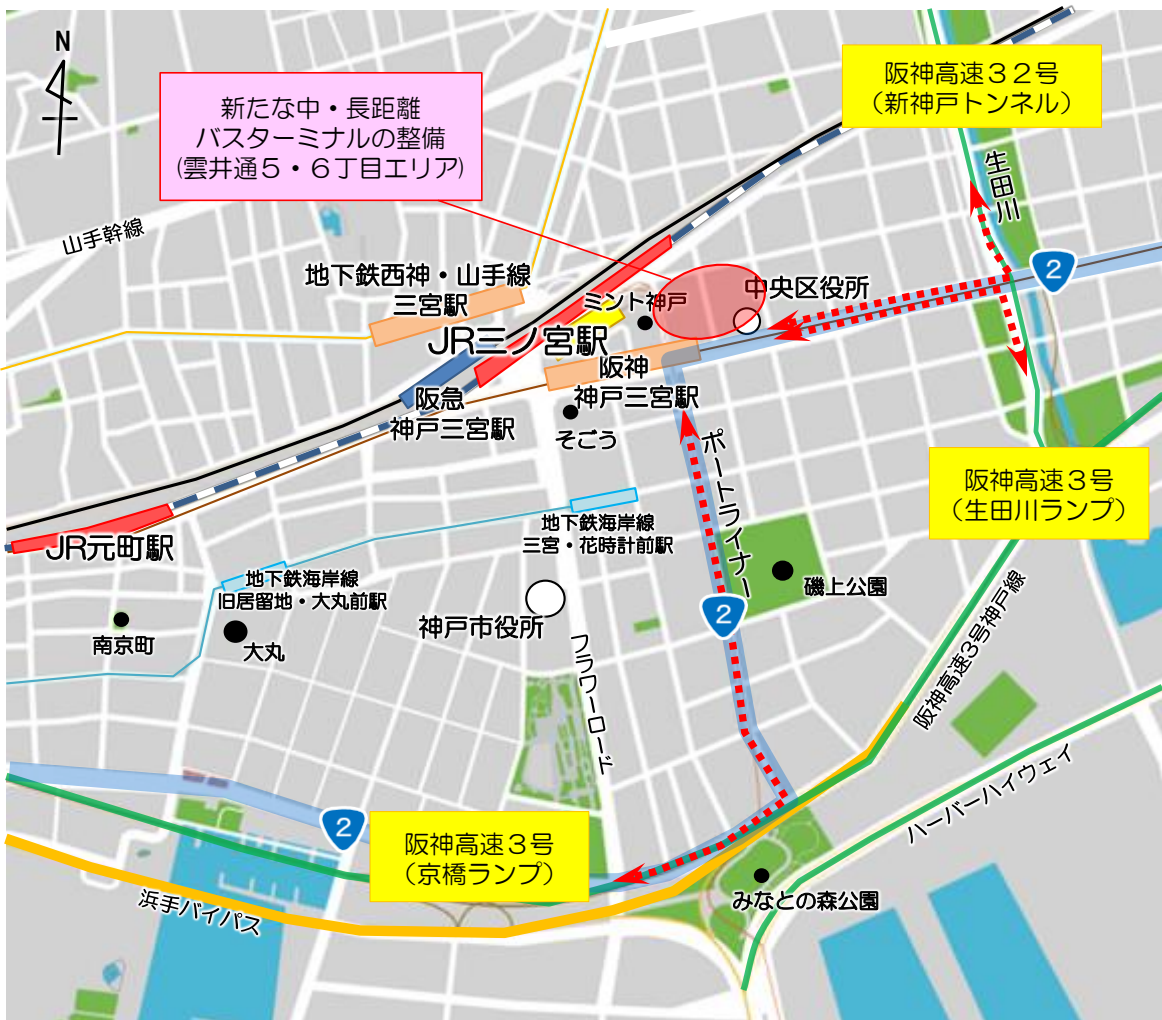 N
阪神高速３２号
（新神戸トンネル）
新たな中・長距離
バスターミナルの整備
(雲井通５・６丁目エリア)
生田川
山手幹線
2
地下鉄西神・山手線
三宮駅
中央区役所
ミント神戸
JR三ノ宮駅
阪神
神戸三宮駅
阪急
神戸三宮駅
そごう
ポートライナー
阪神高速３号
（生田川ランプ）
地下鉄海岸線
三宮・花時計前駅
JR元町駅
地下鉄海岸線
旧居留地・大丸前駅
磯上公園
2
神戸市役所
南京町
大丸
フラワーロード
阪神高速3号神戸線
ハーバーハイウェイ
2
阪神高速３号
（京橋ランプ）
みなとの森公園
浜手バイパス